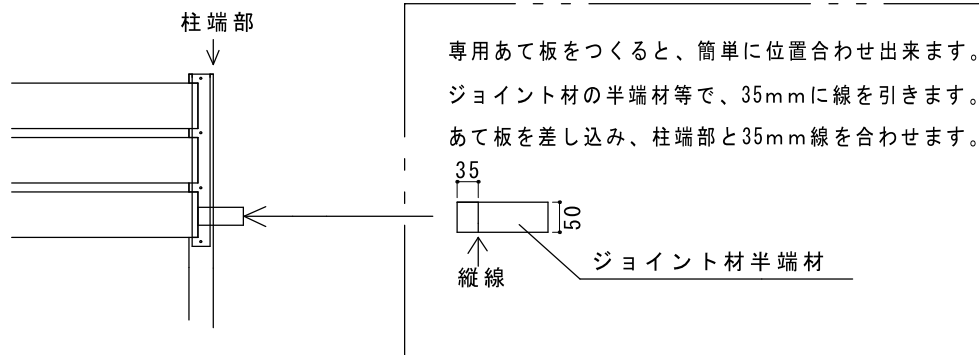 柱端部
専用あて板をつくると、簡単に位置合わせ出来ます。
ジョイント材の半端材等で、35mmに線を引きます。
あて板を差し込み、柱端部と35mm線を合わせます。
35
50
縦線
ジョイント材半端材